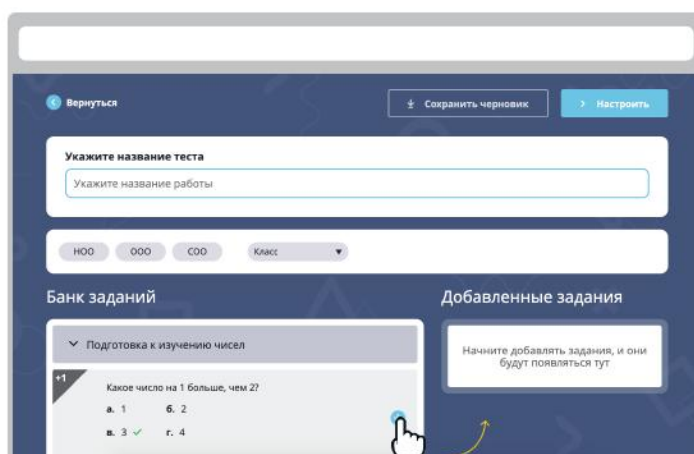 Вернуться
Сохранить черновик
Настроить
Укажите название теста
Укажите название работы
НОО ООО СОО Класс
Банк заданий
Добавленные задания
Подготовка к изучению чисел
Начните добавлять задания, и они
будут появляться тут
+1
Какое число на 1 больше, чем 2?
а. 1 б. 2
в. 3 г. 4